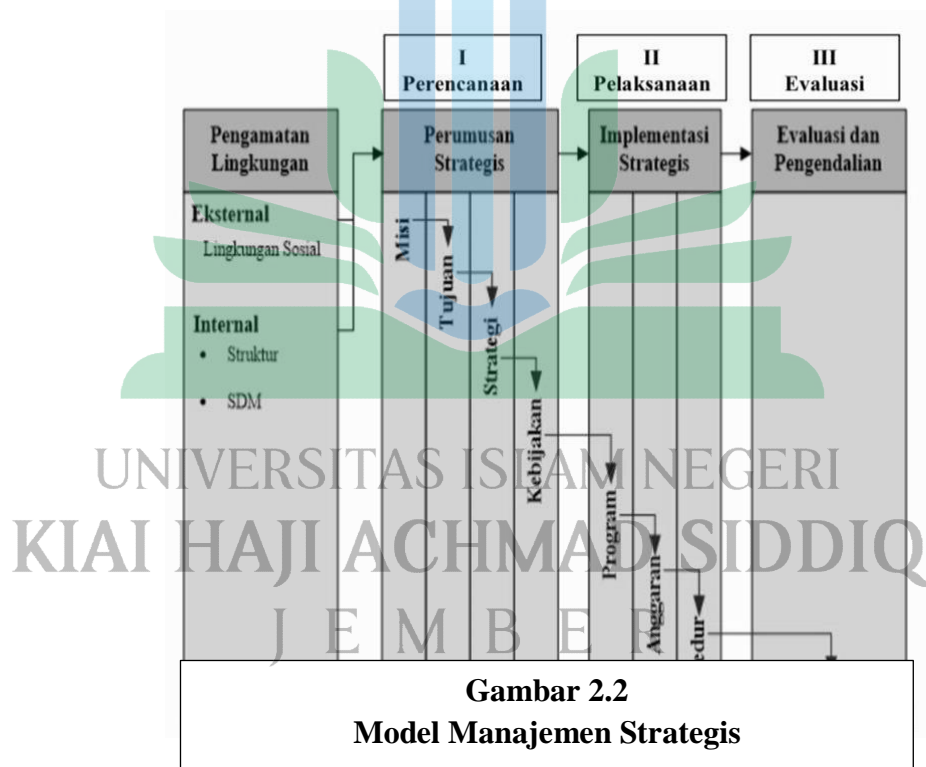 I
Perencanaan
II
Pelaksanaan
III
Evaluasi
Pengamatan
Lingkungan
Perumusan
Strategis
Implementasi
Strategis
Evaluasi dan
Pengendalian
Eksternal
Lingkungan Sosial
Internal
• Struktur
• SDM
Misi
Tujuan
Strategi
Kebijakan
Program
Anggaran
edur
UNIVERSITAS ISLAM NEGERI
KIAI HAJI ACHMAD SIDDIQ
JEMBER
Gambar 2.2
Model Manajemen Strategis